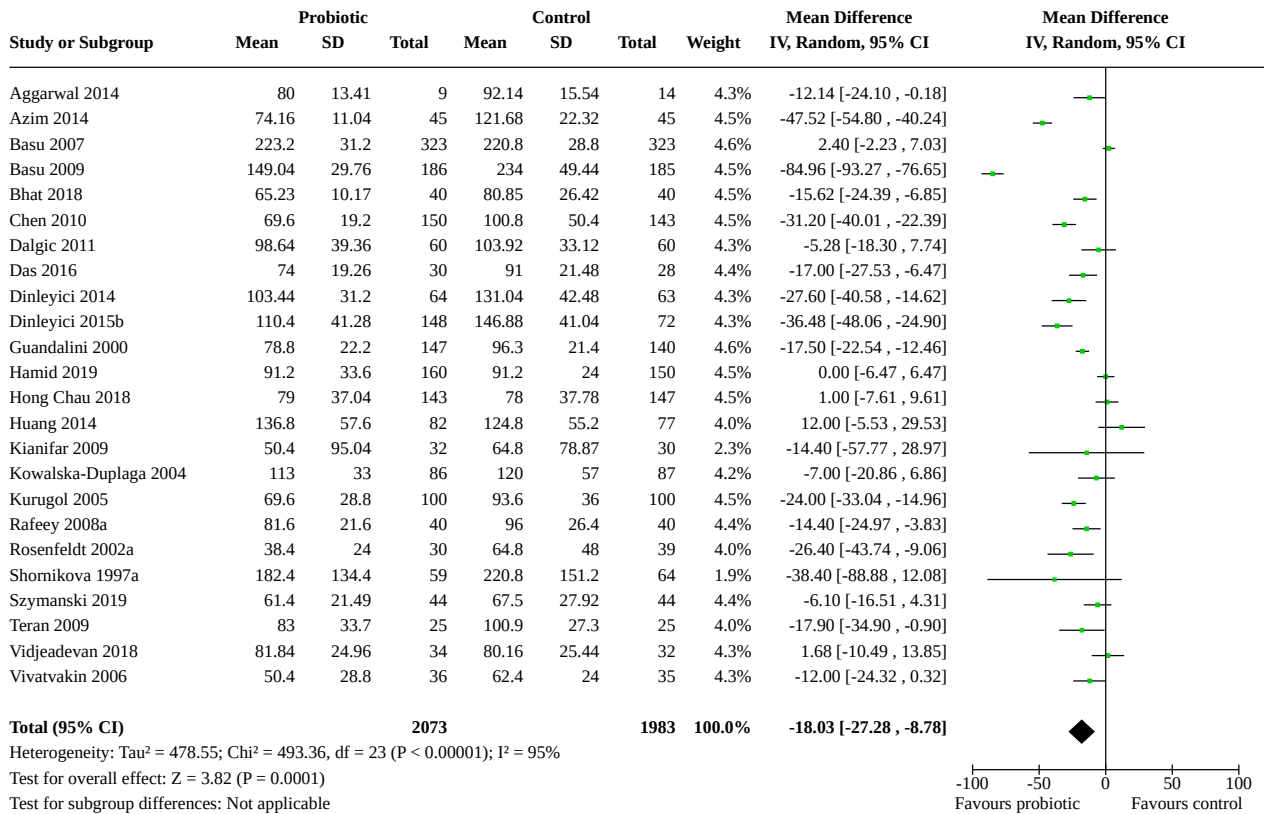 Probiotic Control Mean Difference Mean Difference
Study or Subgroup Mean SD Total Mean SD Total Weight IV, Random, 95% CI IV, Random, 95% CI
Aggarwal 2014 80 13.41 9 92.14 15.54 14 4.3% -12.14 [-24.10 , -0.18]
Azim 2014 74.16 11.04 45 121.68 22.32 45 4.5% -47.52 [-54.80 , -40.24]
Basu 2007 223.2 31.2 323 220.8 28.8 323 4.6% 2.40 [-2.23 , 7.03]
Basu 2009 149.04 29.76 186 234 49.44 185 4.5% -84.96 [-93.27 , -76.65]
Bhat 2018 65.23 10.17 40 80.85 26.42 40 4.5% -15.62 [-24.39 , -6.85]
Chen 2010 69.6 19.2 150 100.8 50.4 143 4.5% -31.20 [-40.01 , -22.39]
Dalgic 2011 98.64 39.36 60 103.92 33.12 60 4.3% -5.28 [-18.30 , 7.74]
Das 2016 74 19.26 30 91 21.48 28 4.4% -17.00 [-27.53 , -6.47]
Dinleyici 2014 103.44 31.2 64 131.04 42.48 63 4.3% -27.60 [-40.58 , -14.62]
Dinleyici 2015b 110.4 41.28 148 146.88 41.04 72 4.3% -36.48 [-48.06 , -24.90]
Guandalini 2000 78.8 22.2 147 96.3 21.4 140 4.6% -17.50 [-22.54 , -12.46]
Hamid 2019 91.2 33.6 160 91.2 24 150 4.5% 0.00 [-6.47 , 6.47]
Hong Chau 2018 79 37.04 143 78 37.78 147 4.5% 1.00 [-7.61 , 9.61]
Huang 2014 136.8 57.6 82 124.8 55.2 77 4.0% 12.00 [-5.53 , 29.53]
Kianifar 2009 50.4 95.04 32 64.8 78.87 30 2.3% -14.40 [-57.77 , 28.97]
Kowalska-Duplaga 2004 113 33 86 120 57 87 4.2% -7.00 [-20.86 , 6.86]
Kurugol 2005 69.6 28.8 100 93.6 36 100 4.5% -24.00 [-33.04 , -14.96]
Rafeey 2008a 81.6 21.6 40 96 26.4 40 4.4% -14.40 [-24.97 , -3.83]
Rosenfeldt 2002a 38.4 24 30 64.8 48 39 4.0% -26.40 [-43.74 , -9.06]
Shornikova 1997a 182.4 134.4 59 220.8 151.2 64 1.9% -38.40 [-88.88 , 12.08]
Szymanski 2019 61.4 21.49 44 67.5 27.92 44 4.4% -6.10 [-16.51 , 4.31]
Teran 2009 83 33.7 25 100.9 27.3 25 4.0% -17.90 [-34.90 , -0.90]
Vidjeadevan 2018 81.84 24.96 34 80.16 25.44 32 4.3% 1.68 [-10.49 , 13.85]
Vivatvakin 2006 50.4 28.8 36 62.4 24 35 4.3% -12.00 [-24.32 , 0.32]
Total (95% CI) 2073 1983 100.0% -18.03 [-27.28 , -8.78]
Heterogeneity: Tau² = 478.55; Chi² = 493.36, df = 23 (P < 0.00001); I² = 95%
Test for overall effect: Z = 3.82 (P = 0.0001)
Test for subgroup differences: Not applicable
-100 -50 0 50 100
Favours probiotic Favours control